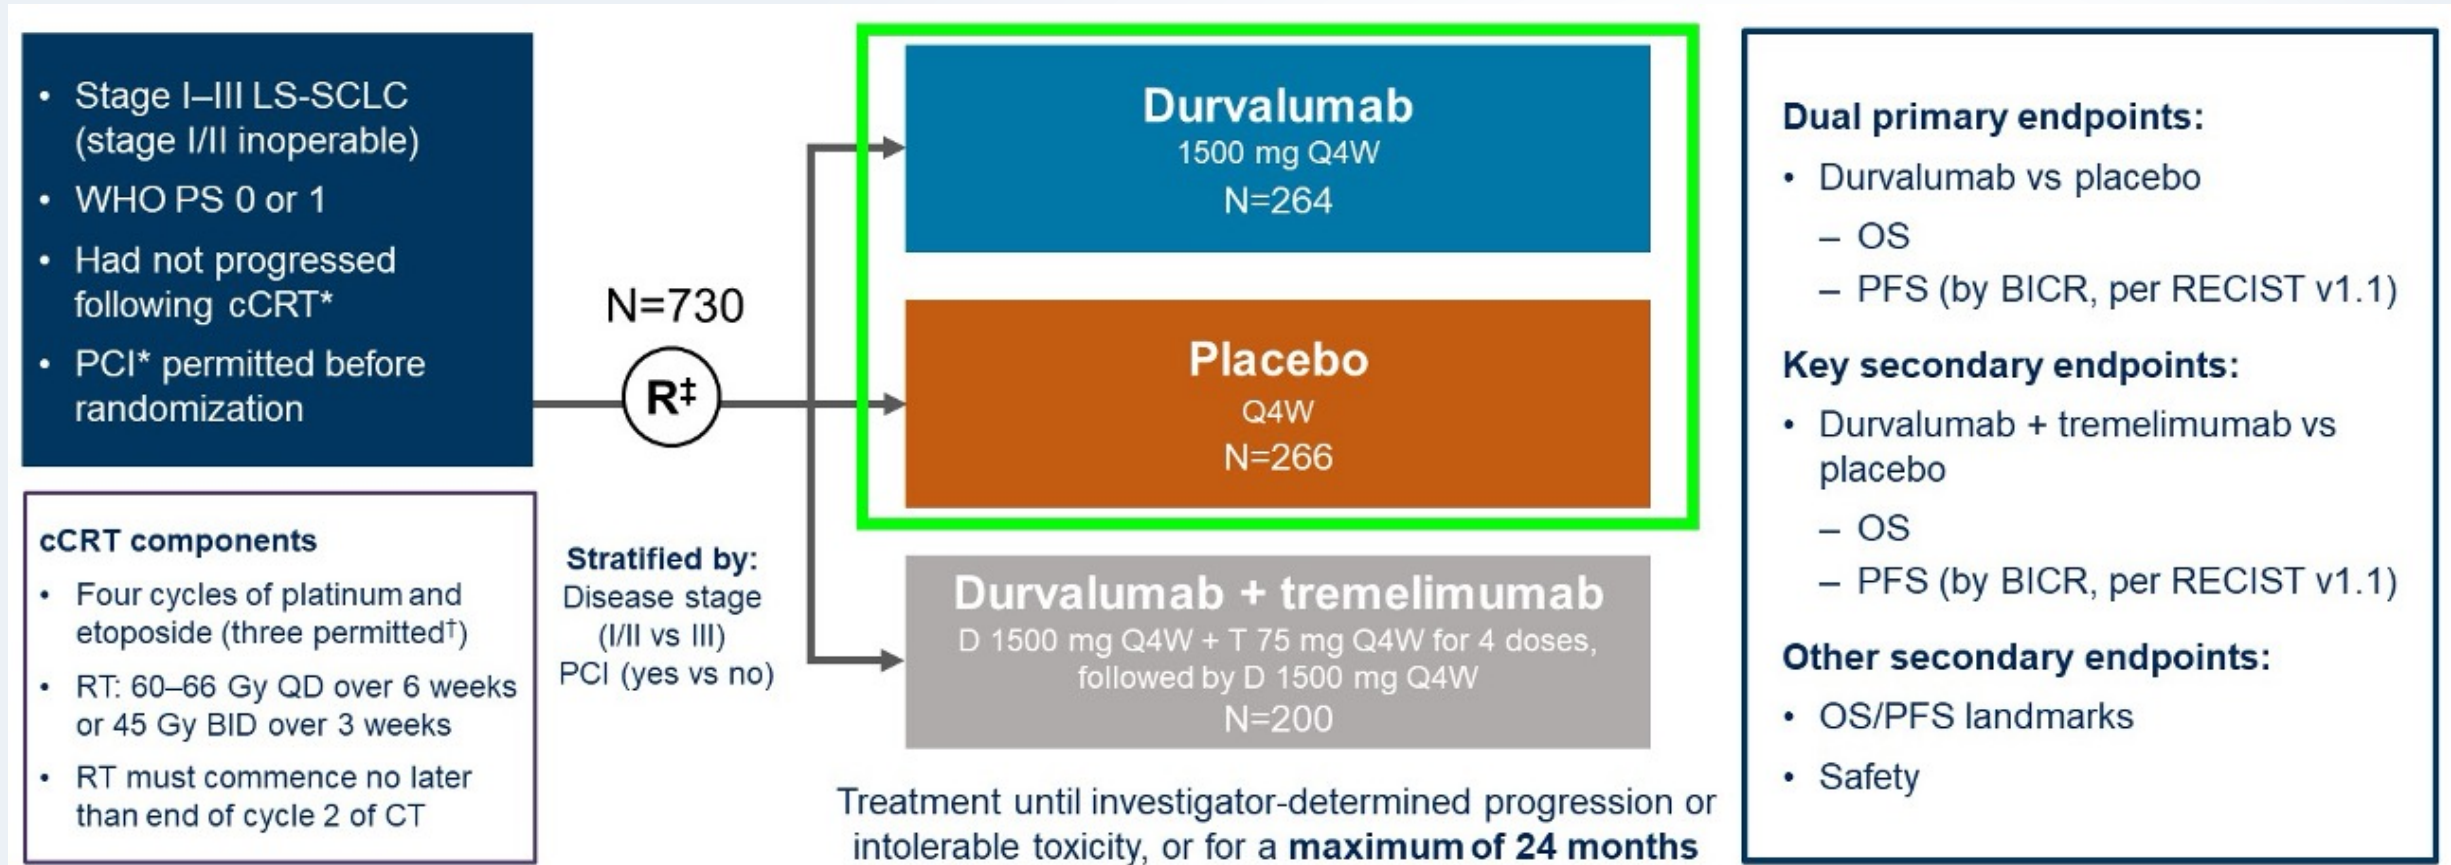 • Stage I–III LS-SCLC
(stage I/II inoperable)
• WHO PS 0 or 1
• Had not progressed
following cCRT*
• PCI* permitted before
randomization
cCRT components
• Four cycles of platinum and
etoposide (three permitted†)
• RT: 60–66 Gy QD over 6 weeks
or 45 Gy BID over 3 weeks
• RT must commence no later
than end of cycle 2 of CT
N=730
R‡
Stratified by:
Disease stage
(I/II vs III)
PCI (yes vs no)
Durvalumab
1500 mg Q4W
N=264
Placebo
Q4W
N=266
Durvalumab + tremelimumab
D 1500 mg Q4W + T 75 mg Q4W for 4 doses,
followed by D 1500 mg Q4W
N=200
Treatment until investigator-determined progression or
intolerable toxicity, or for a maximum of 24 months
Dual primary endpoints:
• Durvalumab vs placebo
– OS
– PFS (by BICR, per RECIST v1.1)
Key secondary endpoints:
• Durvalumab + tremelimumab vs
placebo
– OS
– PFS (by BICR, per RECIST v1.1)
Other secondary endpoints:
• OS/PFS landmarks
• Safety